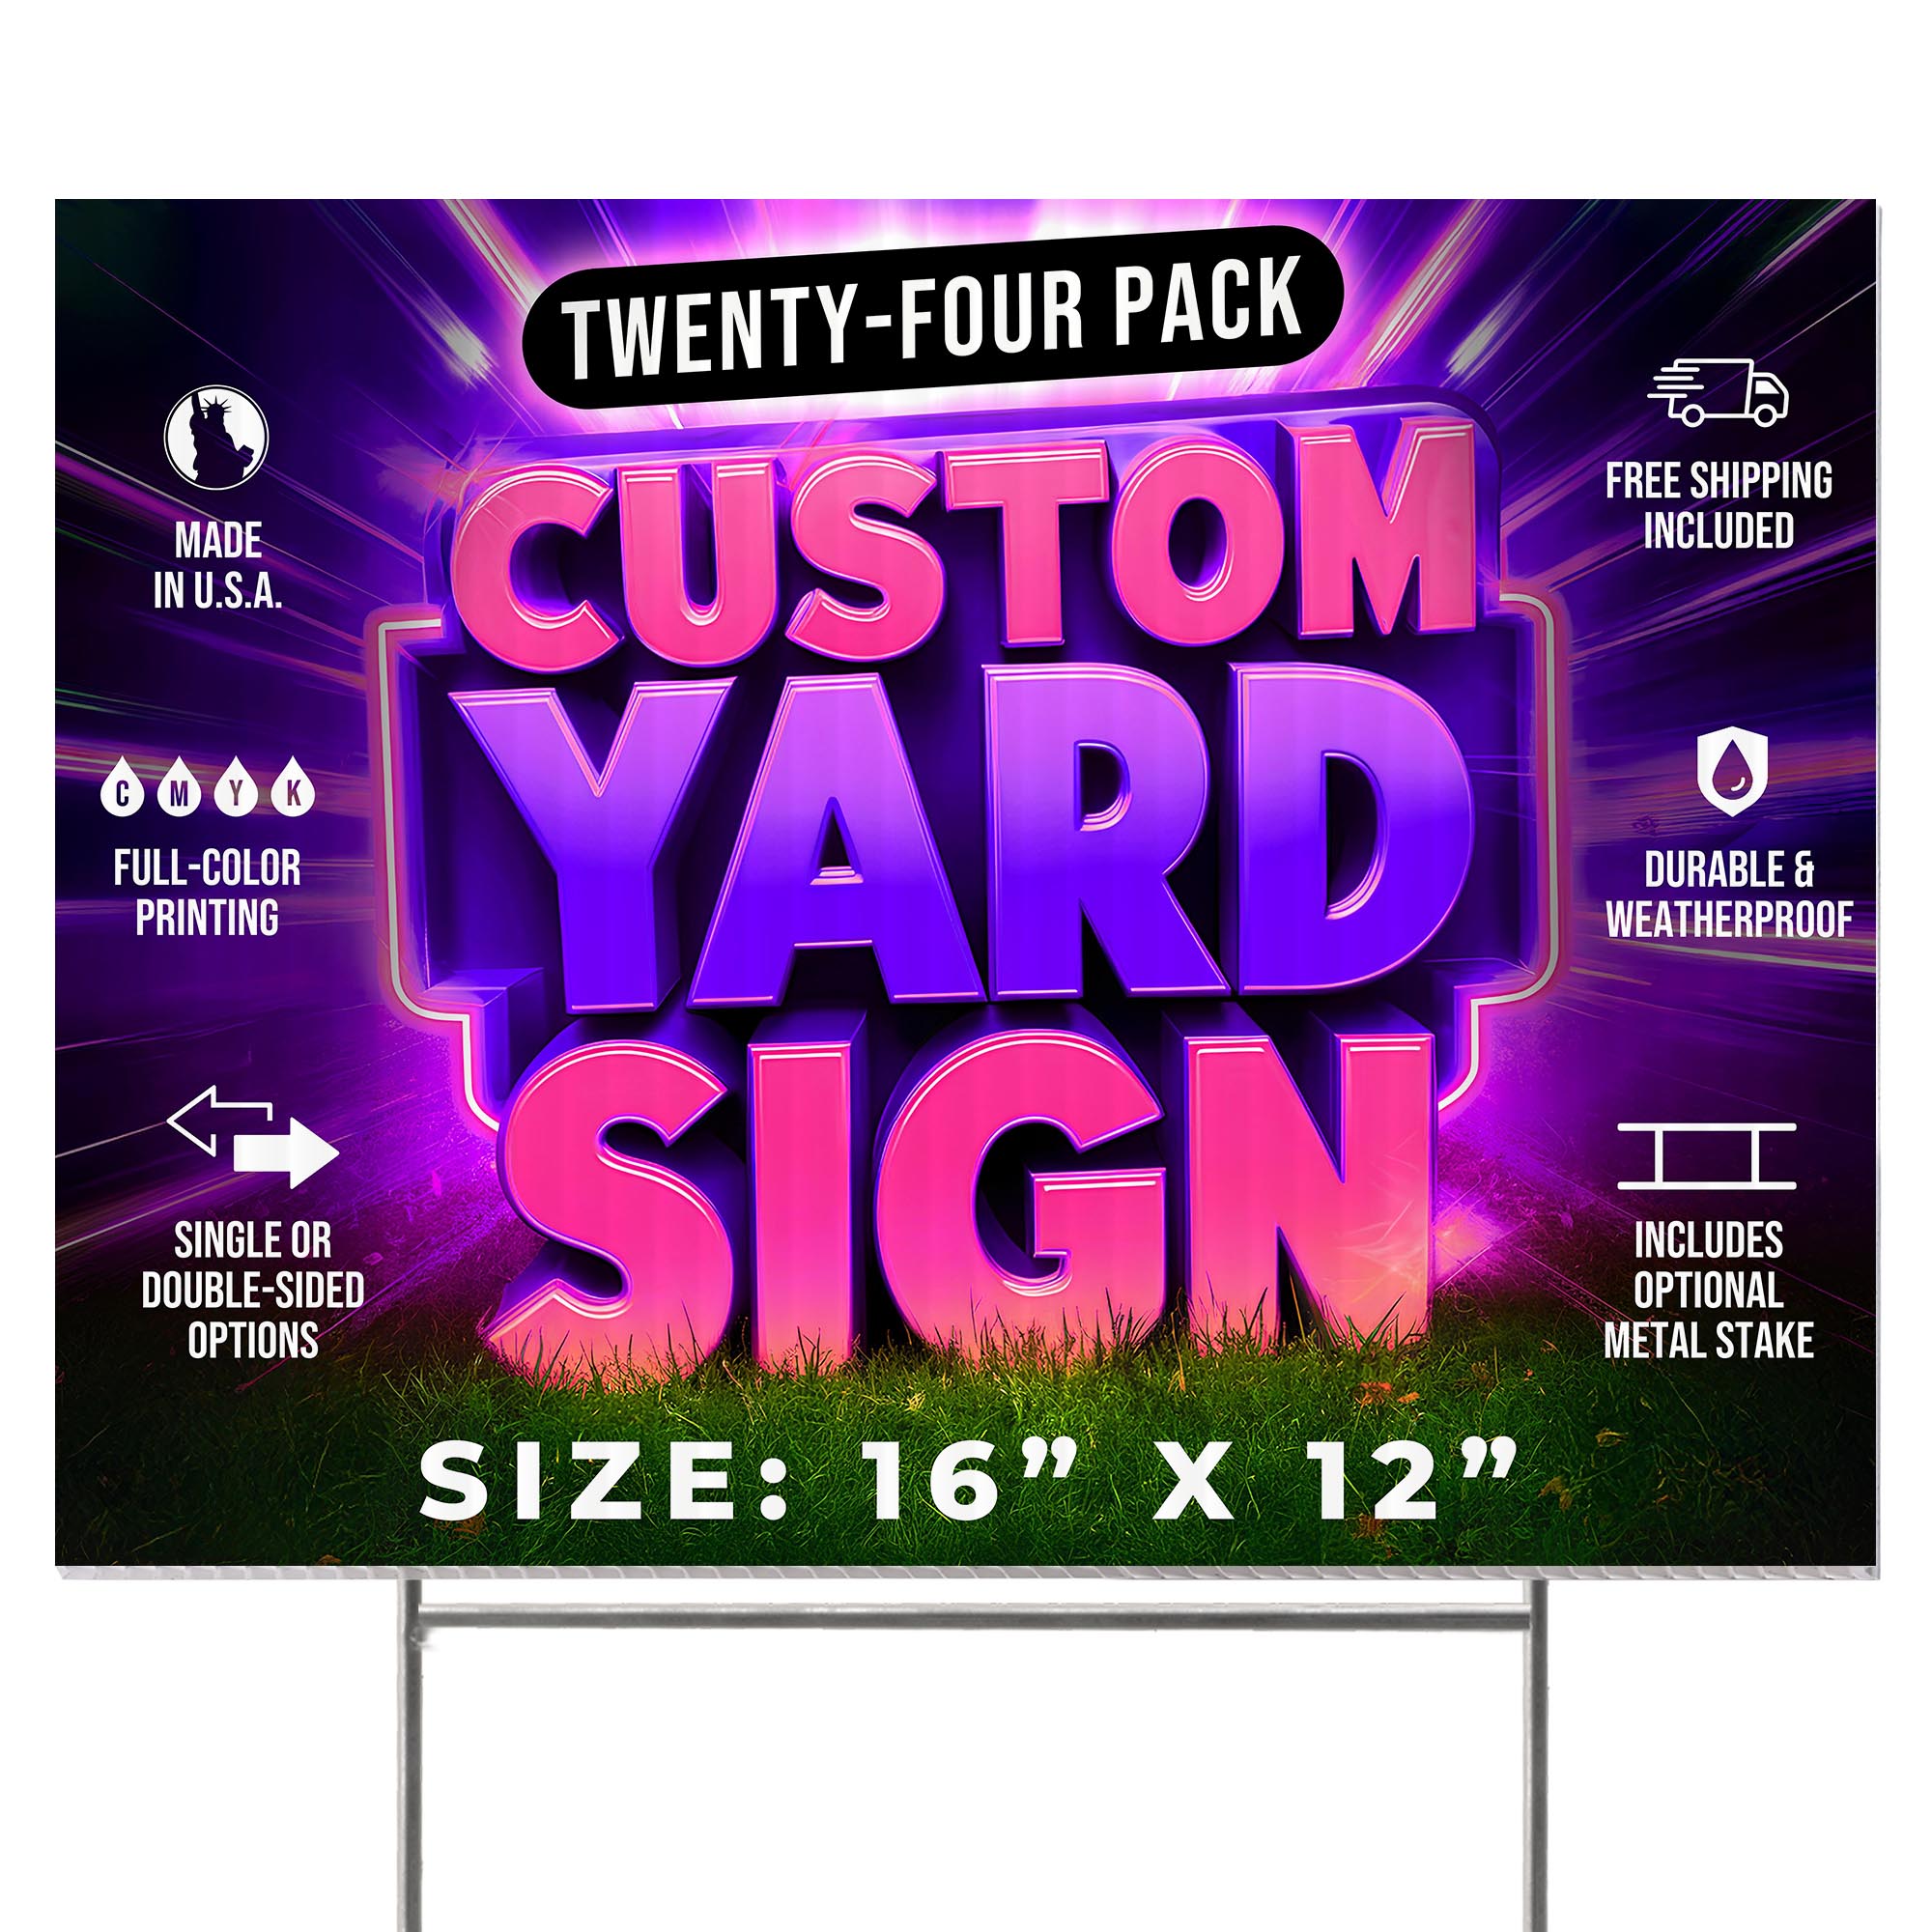 TWENTY-FOUR PACK
CUSTOM
YARD
SIGN
MADE
IN U.S.A.
C M Y K
FULL-COLOR
PRINTING
SINGLE OR
DOUBLE-SIDED
OPTIONS
FREE SHIPPING
INCLUDED
DURABLE &
WEATHERPROOF
INCLUDES
OPTIONAL
METAL STAKE
SIZE: 16” X 12”